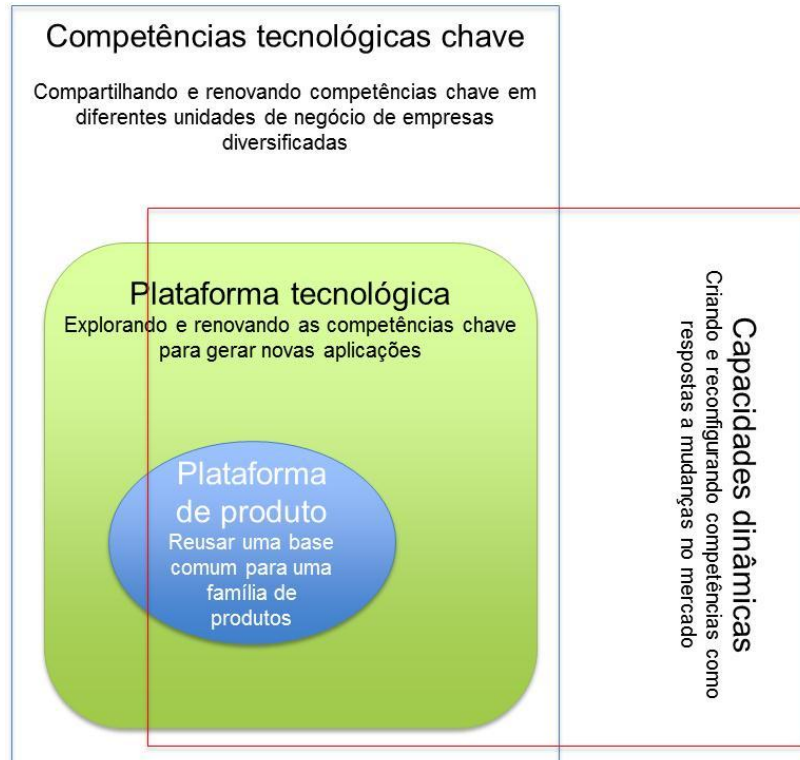 Competências tecnológicas chave
Compartilhando e renovando competências chave em
diferentes unidades de negócio de empresas
diversificadas
Plataforma tecnológica
Explorando e renovando as competências chave
para gerar novas aplicações
Plataforma
de produto
Reusar uma base
comum para uma
família de
produtos
Capacidades dinâmicas
Criando e reconfigurando competências como
respostas a mudanças no mercado